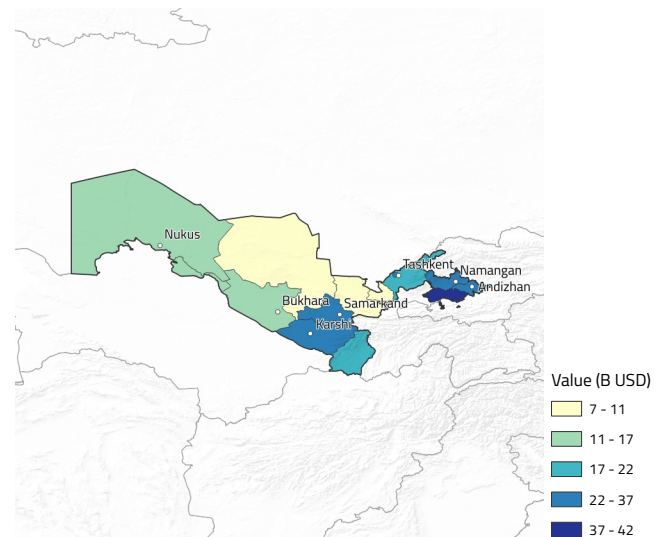 Nukus
Tashkent
Namangan
Andizhan
Bukhara
Samarkand
Karshi
Value (B USD)
7 - 11
11 - 17
17 - 22
22 - 37
37 - 42